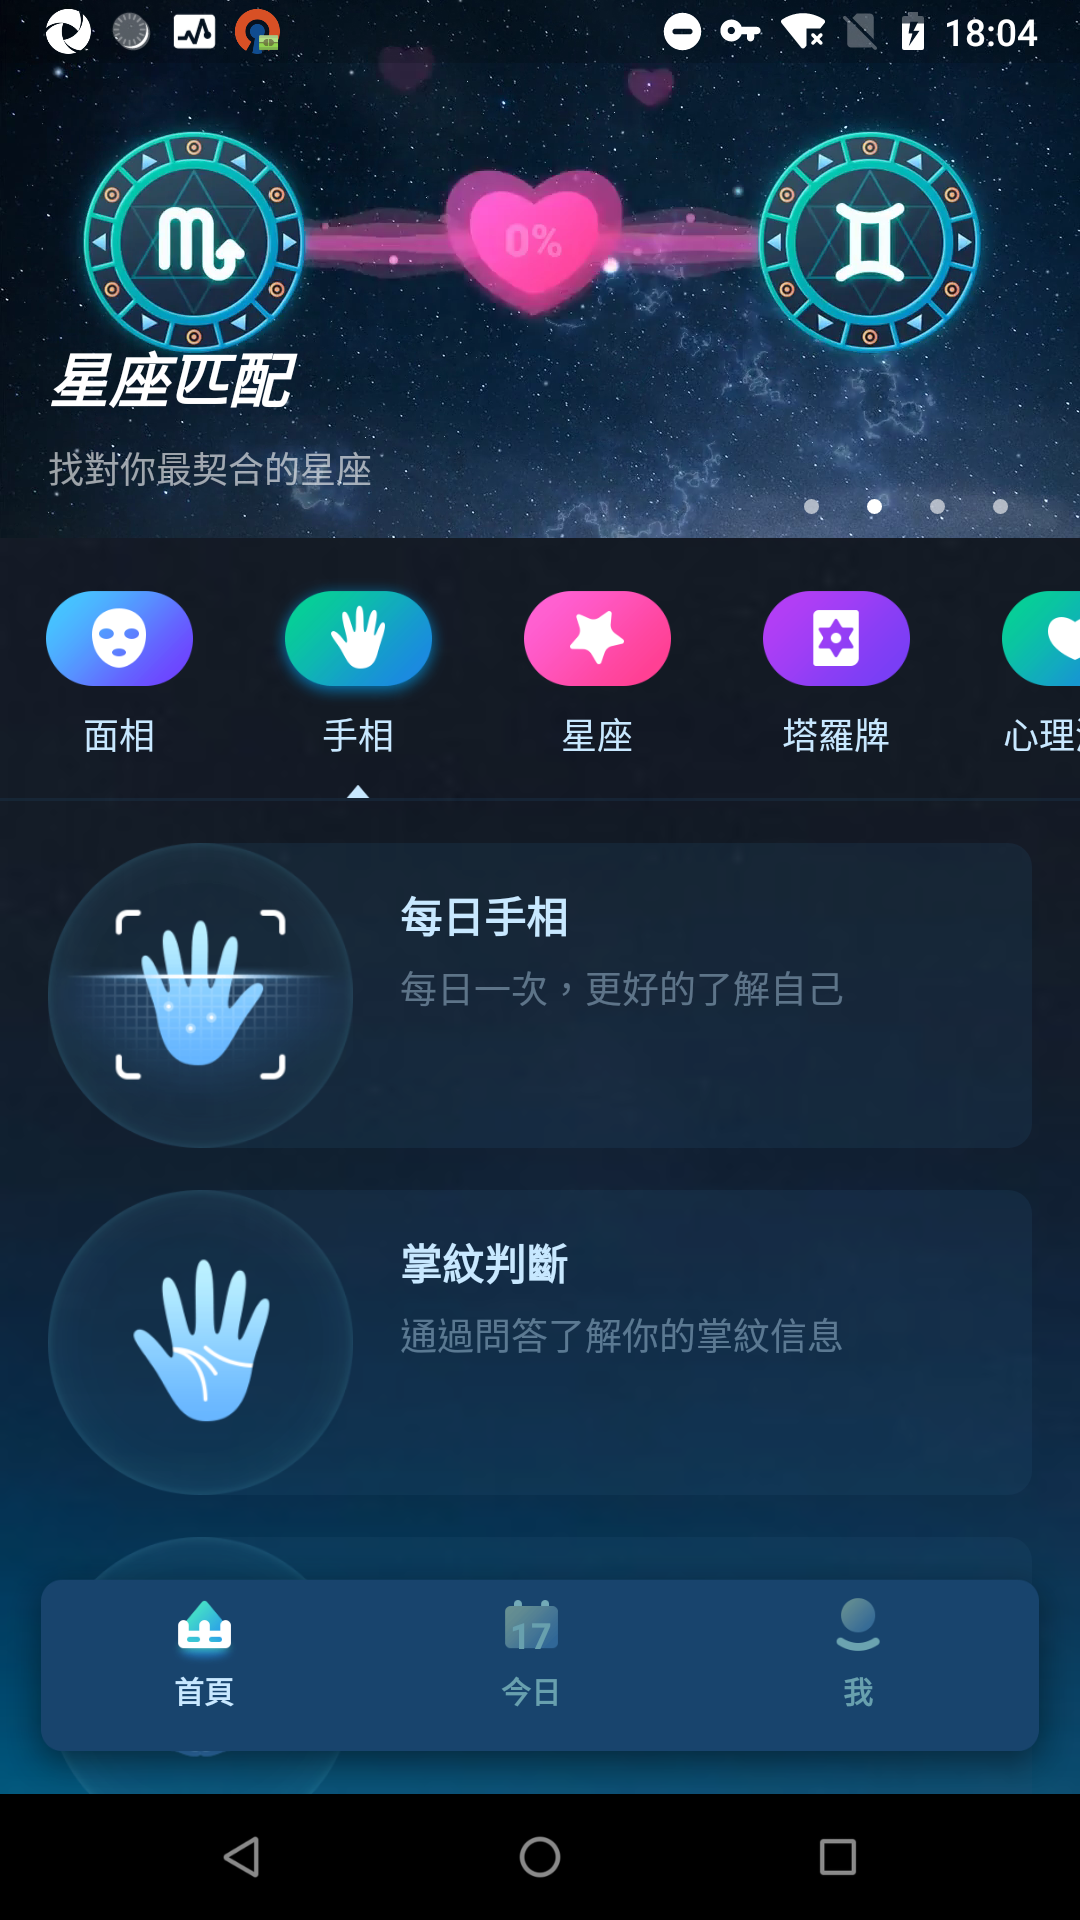 18:04
0%
星座匹配
找對你最契合的星座
面相
手相
星座
塔羅牌
心理
每日手相
每日一次，更好的了解自己
掌紋判斷
通過問答了解你的掌紋信息
17
首頁
今日
我